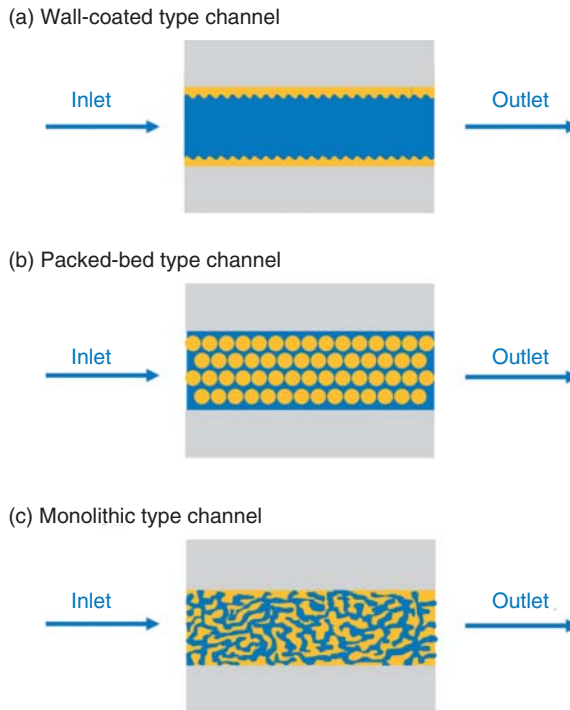 (a) Wall-coated type channel
Inlet
Outlet
(b) Packed-bed type channel
Inlet
Outlet
(c) Monolithic type channel
Inlet
Outlet